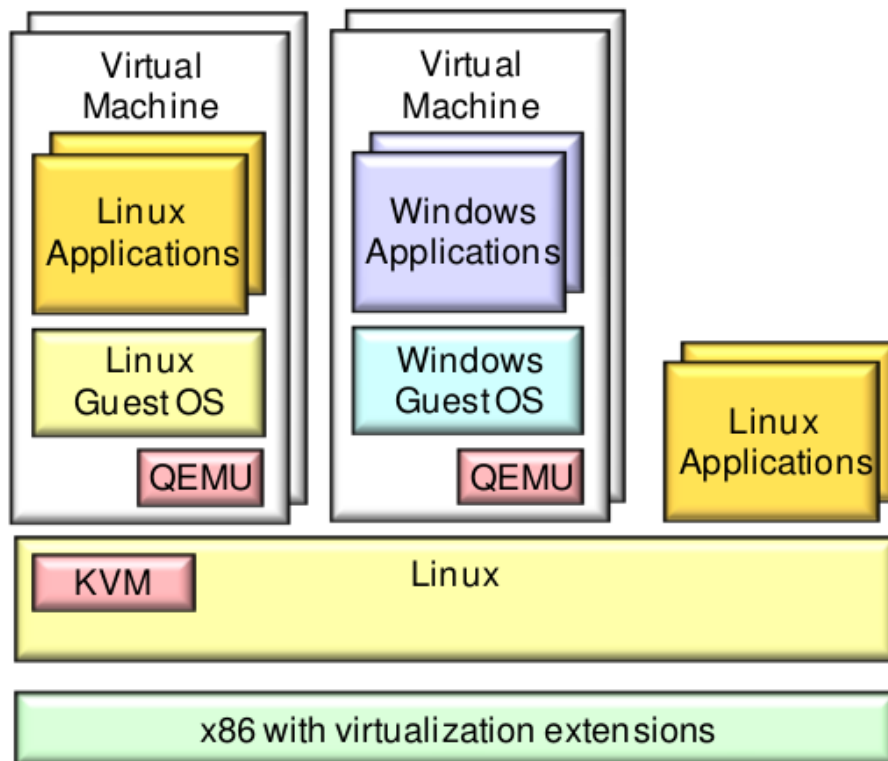 Virtual
Machine
Linux
Applications
Linux
Guest OS
QEMU
Virtual
Machine
Windows
Applications
Windows
Guest OS
QEMU
Linux
Applications
KVM
Linux
x86 with virtualization extensions